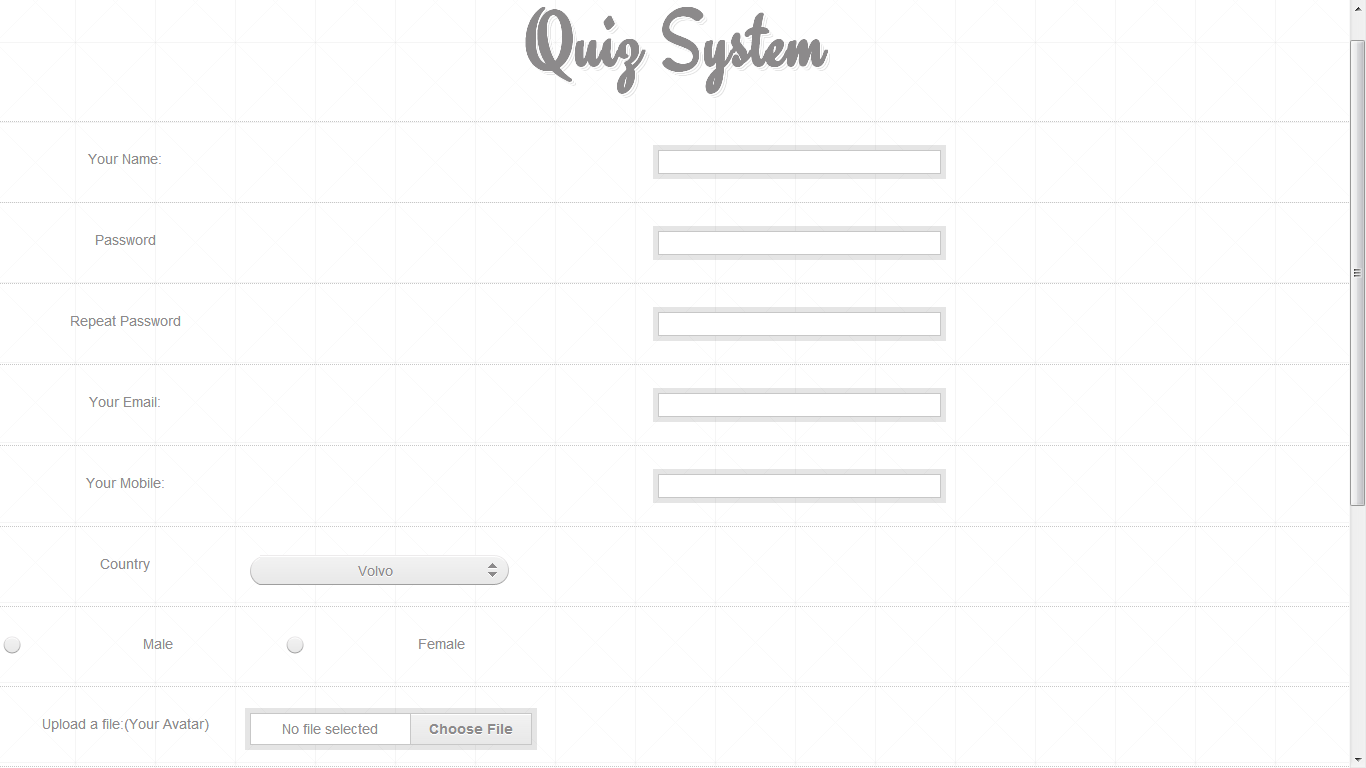 Quiz System
Your Name:
Password
Repeat Password
Your Email:
Your Mobile:
Country Volvo
Male Female
Upload a file:(Your Avatar) No file selected Choose File